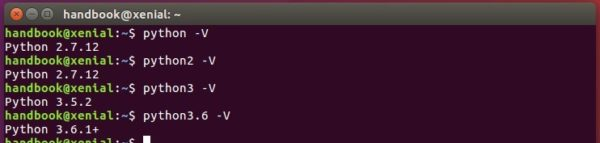 handbook@xenial: ~
handbook@xenial:~$ python -V
Python 2.7.12
handbook@xenial:~$ python2 -V
Python 2.7.12
handbook@xenial:~$ python3 -V
Python 3.5.2
handbook@xenial:~$ python3.6 -V
Python 3.6.1+
handbook@xenial:~$